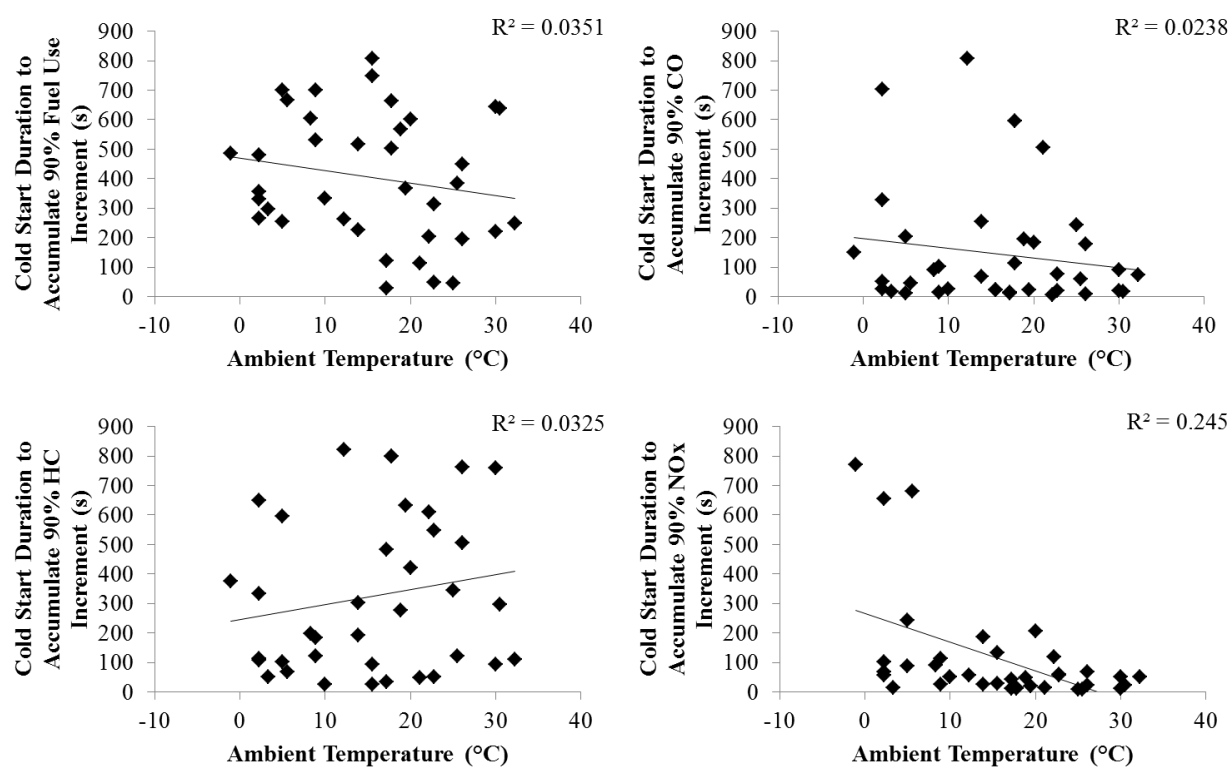 R² = 0.0351
Cold Start Duration to
Accumulate 90% Fuel Use
Increment (s)
900
800
700
600
500
400
300
200
100
0
-10 0 10 20 30 40
Ambient Temperature (°C)
R² = 0.0238
Cold Start Duration to
Accumulate 90% CO
Increment (s)
900
800
700
600
500
400
300
200
100
0
-10 0 10 20 30 40
Ambient Temperature (°C)
R² = 0.0325
Cold Start Duration to
Accumulate 90% HC
Increment (s)
900
800
700
600
500
400
300
200
100
0
-10 0 10 20 30 40
Ambient Temperature (°C)
R² = 0.245
Cold Start Duration to
Accumulate 90% NOx
Increment (s)
900
800
700
600
500
400
300
200
100
0
-10 0 10 20 30 40
Ambient Temperature (°C)